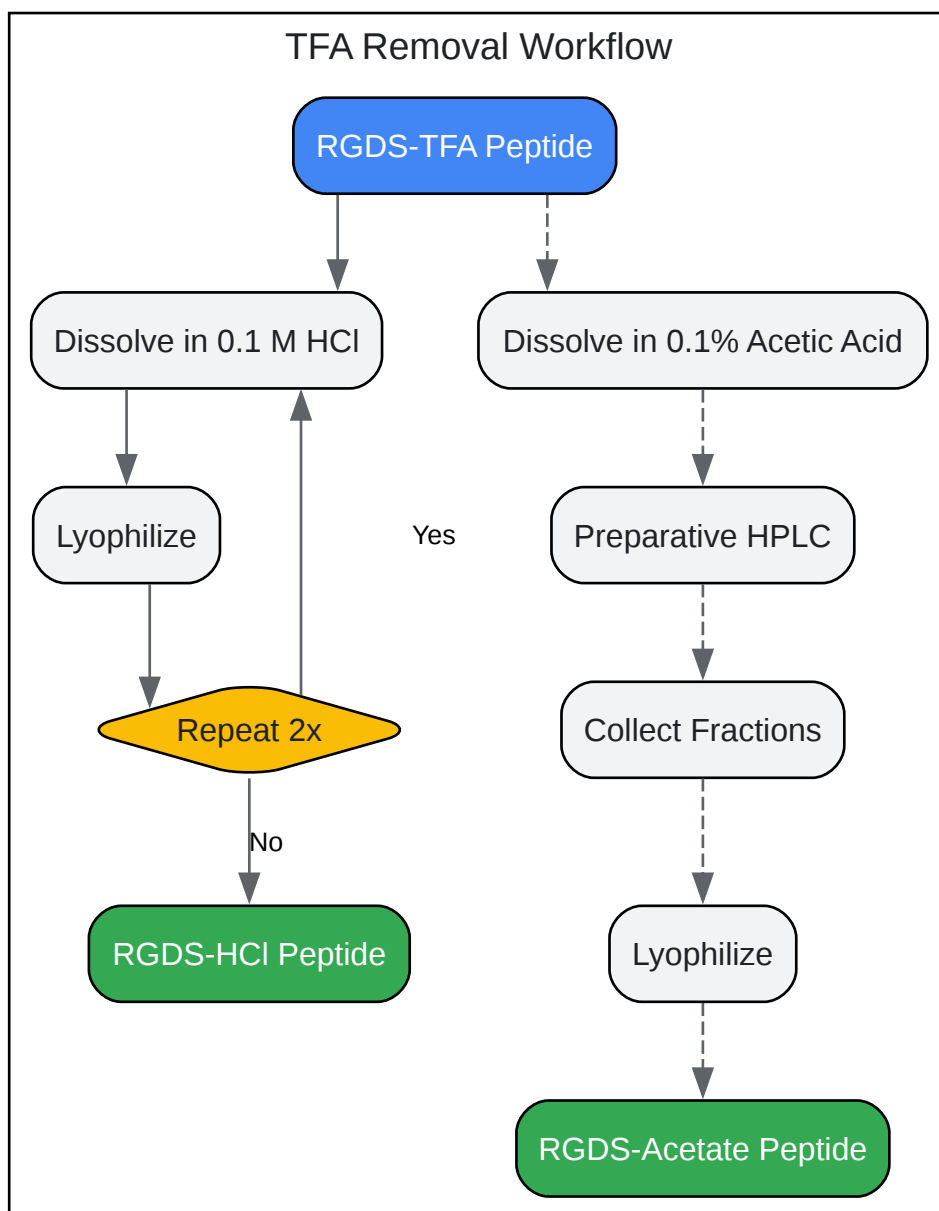 TFA Removal Workflow
RGDS-TFA Peptide
Dissolve in 0.1 M HCl
Dissolve in 0.1% Acetic Acid
Lyophilize
Yes
Preparative HPLC
Repeat 2x
Collect Fractions
No
RGDS-HCl Peptide
Lyophilize
RGDS-Acetate Peptide